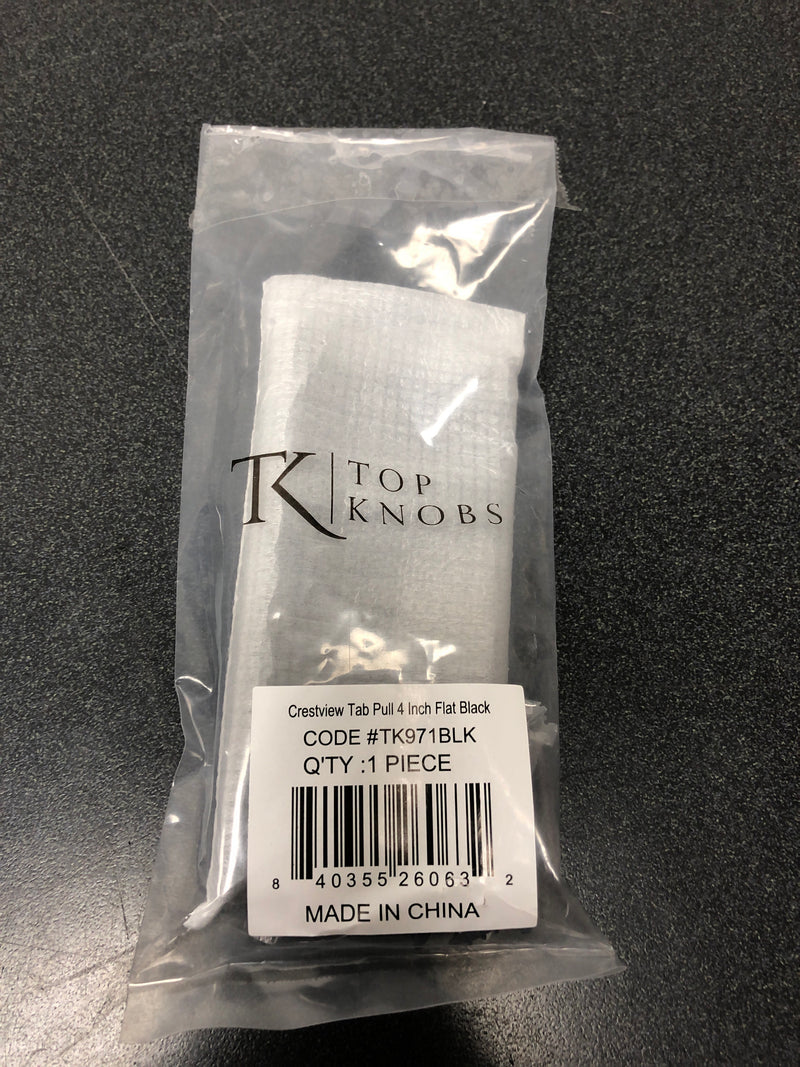 TK TOP
KNOBS
Crestview Tab Pull 4 Inch Flat Black
CODE #TK971BLK
Q'TY :1 PIECE
8 40355 26063 2
MADE IN CHINA